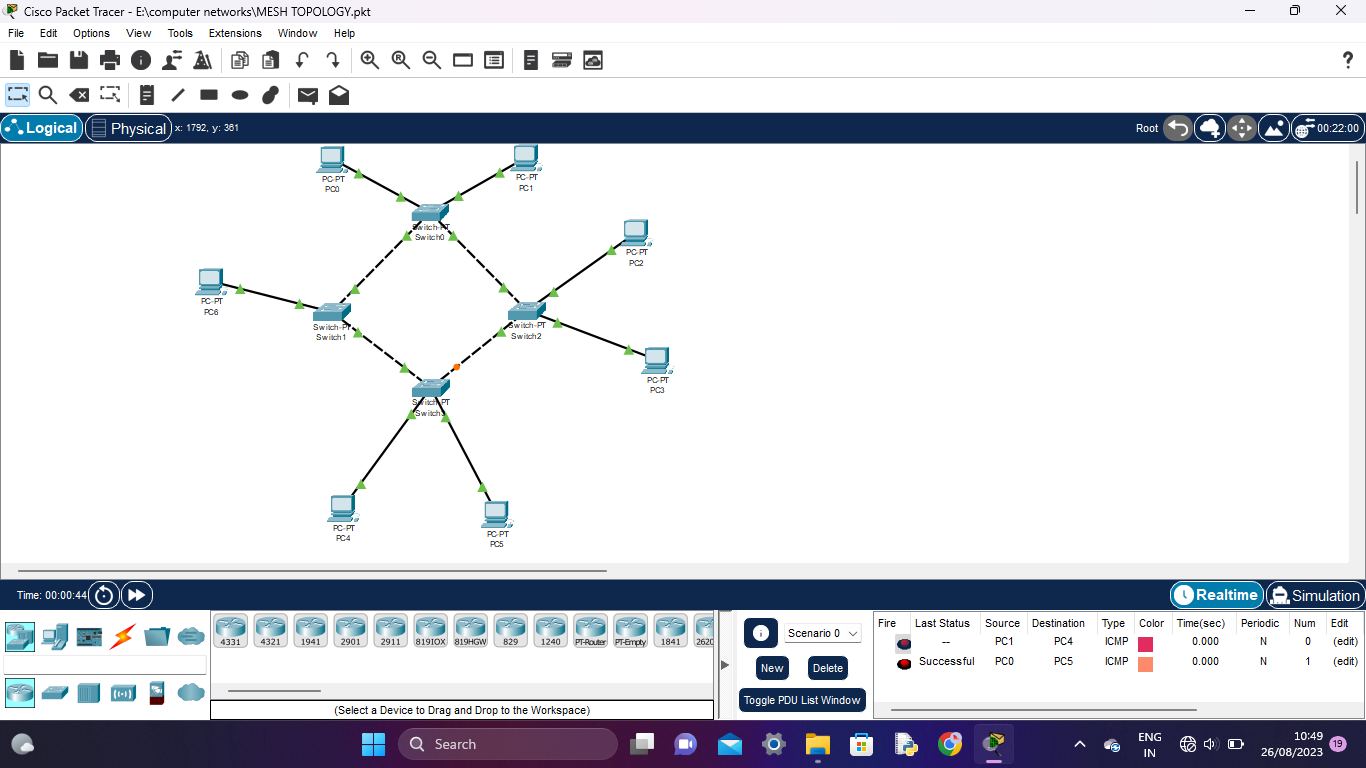 Cisco Packet Tracer - E:\computer networks\MESH TOPOLOGY.pkt
File Edit Options View Tools Extensions Window Help
Logical Physical x: 1792, y: 361 Root 00:22:00
PC-PT
PC0
PC-PT
PC1
Switch-PT
Switch0
PC-PT
PC2
PC-PT
PC6
Switch-PT
Switch1
Switch-PT
Switch2
PC-PT
PC3
Switch-PT
Switch3
PC-PT
PC4
PC-PT
PC5
Time: 00:00:44 Realtime Simulation
4331 4321 1941 2901 2911 819IOX 819HGW 829 1240 PT-Router PT-Empty 1841 2620
(Select a Device to Drag and Drop to the Workspace)
Scenario 0
New Delete
Toggle PDU List Window
Fire Last Status Source Destination Type Color Time(sec) Periodic Num Edit
-- PC1 PC4 ICMP 0.000 N 0 (edit)
Successful PC0 PC5 ICMP 0.000 N 1 (edit)
Search
ENG
IN
10:49
26/08/2023
19